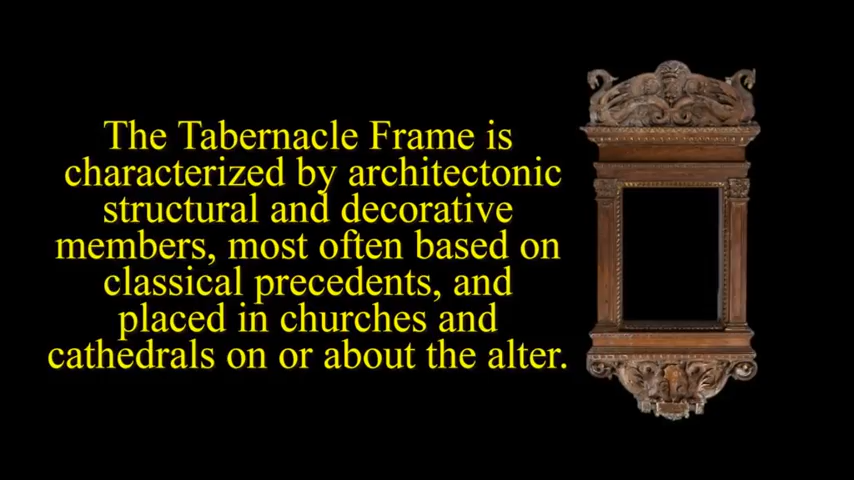 The Tabernacle Frame is
characterized by architectonic
structural and decorative
members, most often based on
classical precedents, and
placed in churches and
cathedrals on or about the alter.